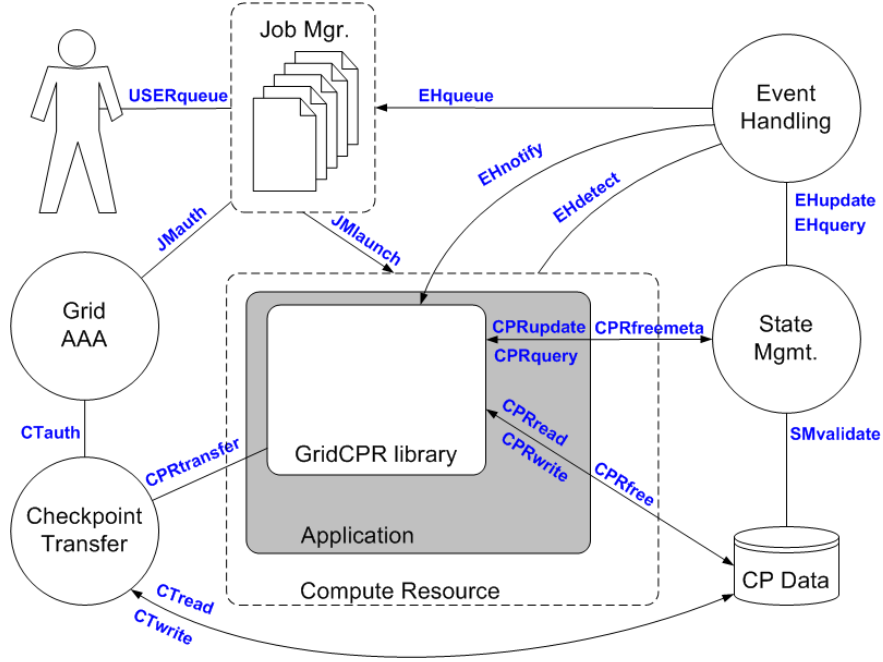 Job Mgr.
USERqueue
EHqueue
Event
Handling
EHnotify
EHdetect
EHupdate
EHquery
JMauth
JMlaunch
Grid
AAA
CPRupdate
CPRfreemeta
CPRquery
State
Mgmt.
CTauth
CPRtransfer
GridCPR library
CPRread
CPRwrite
CPRfree
SMvalidate
Checkpoint
Transfer
Application
Compute Resource
CP Data
CTread
CTwrite